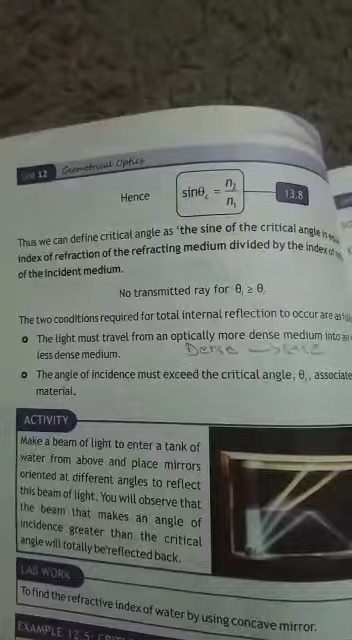 Unit 12 Geometrical Optics
Hence sinθc = n₂/n₁ 13.8
Thus we can define critical angle as 'the sine of the critical angle is
index of refraction of the refracting medium divided by the index of
of the incident medium.
No transmitted ray for θi ≥ θ
The two conditions required for total internal reflection to occur are as
The light must travel from an optically more dense medium into an
less dense medium.
Dense → rare
The angle of incidence must exceed the critical angle, θc, associate
material.
ACTIVITY
Make a beam of light to enter a tank of
water from above and place mirrors
oriented at different angles to reflect
this beam of light. You will observe that
the beam that makes an angle of
incidence greater than the critical
angle will totally be reflected back.
LAB WORK
To find the refractive index of water by using concave mirror.
EXAMPLE 12.5: